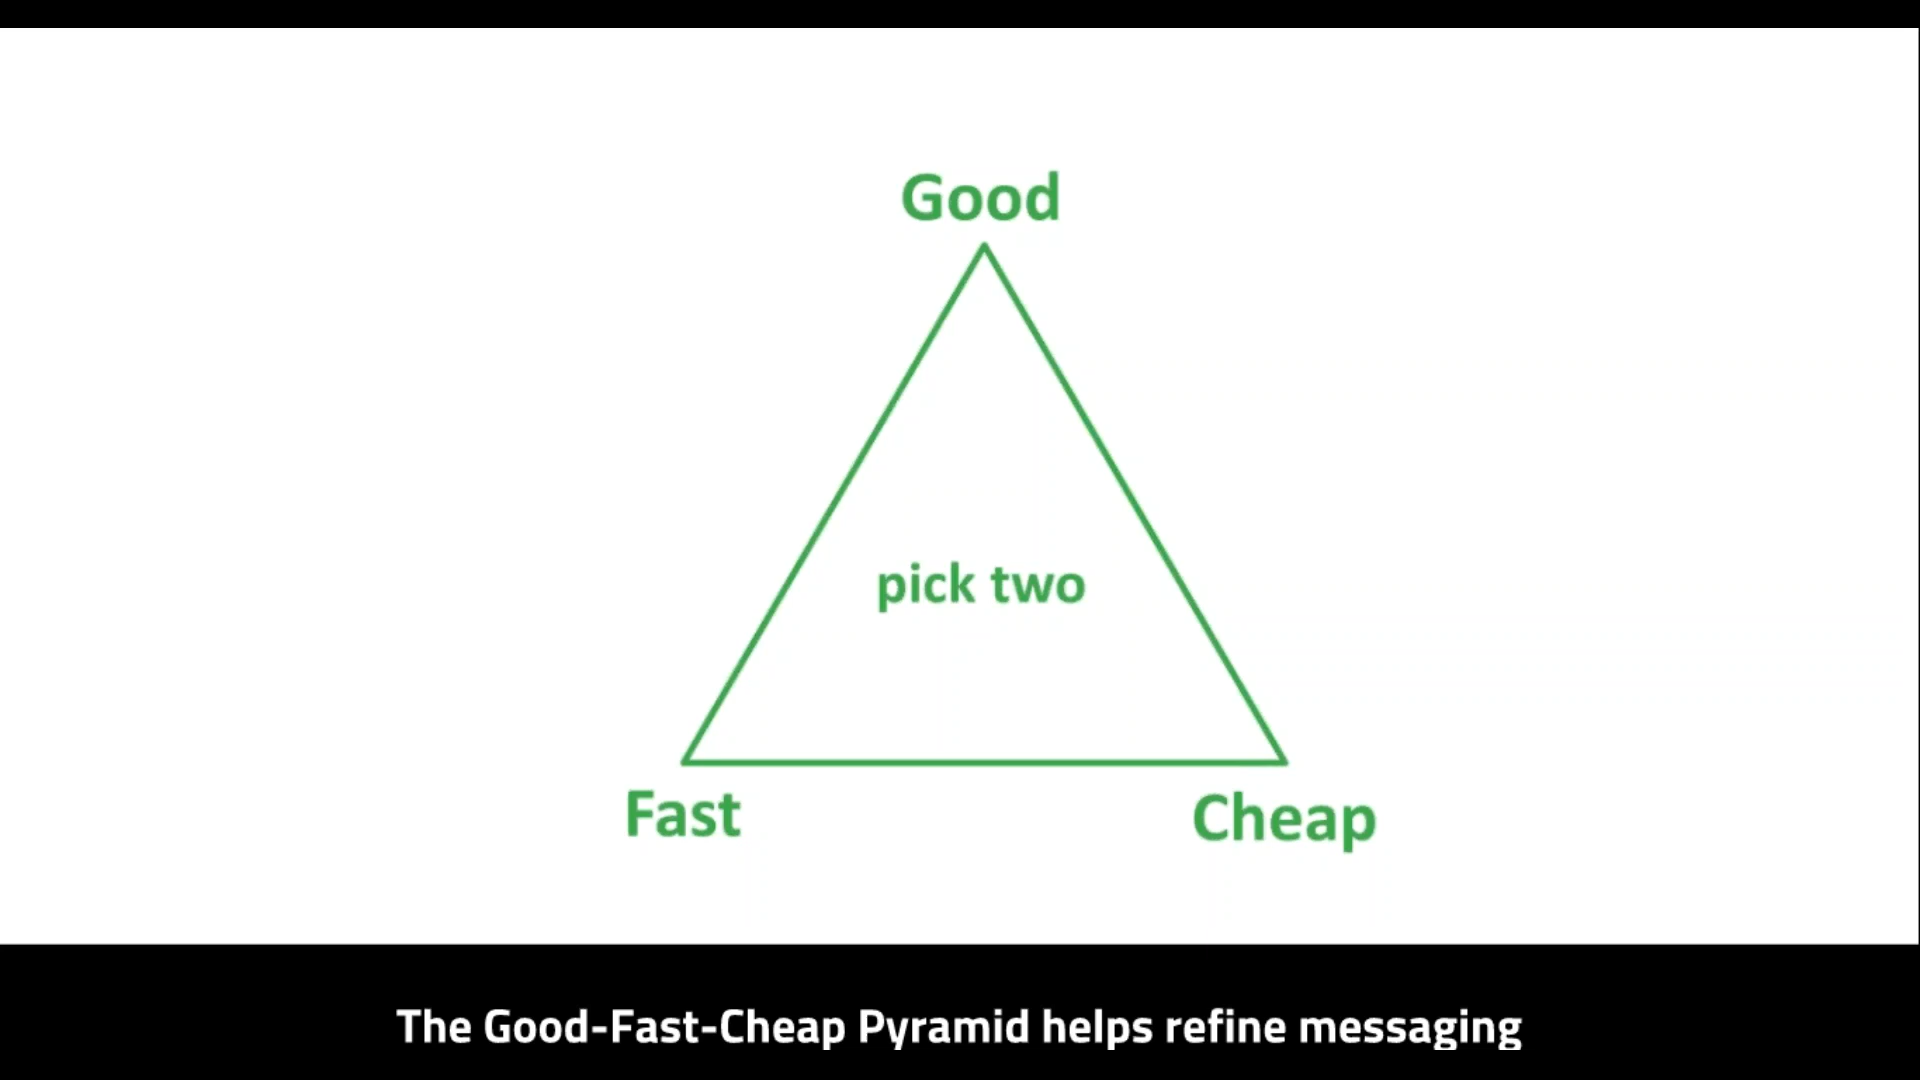 Good
pick two
Fast
Cheap
The Good-Fast-Cheap Pyramid helps refine messaging